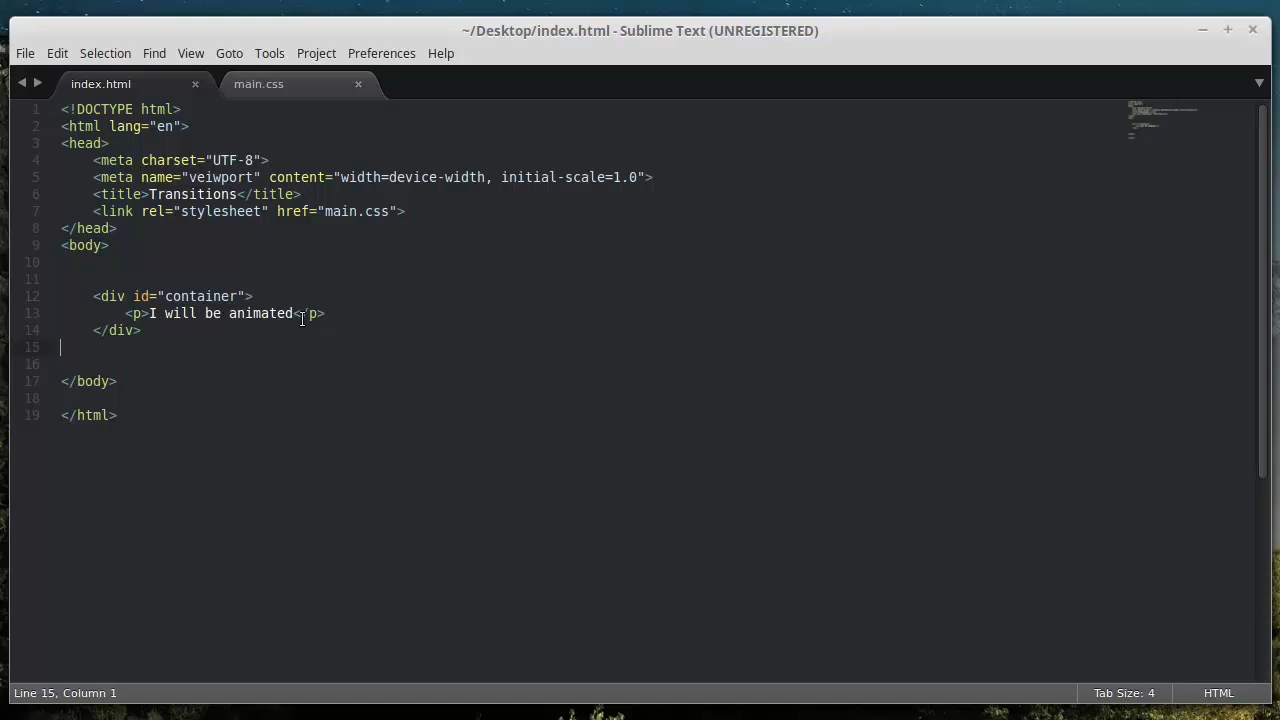 ~/Desktop/index.html - Sublime Text (UNREGISTERED)
File Edit Selection Find View Goto Tools Project Preferences Help
index.html main.css
1 <!DOCTYPE html>
2 <html lang="en">
3 <head>
4 <meta charset="UTF-8">
5 <meta name="veiwport" content="width=device-width, initial-scale=1.0">
6 <title>Transitions</title>
7 <link rel="stylesheet" href="main.css">
8 </head>
9 <body>
10
11
12 <div id="container">
13 <p>I will be animated</p>
14 </div>
15
16
17 </body>
18
19 </html>
Line 15, Column 1 Tab Size: 4 HTML